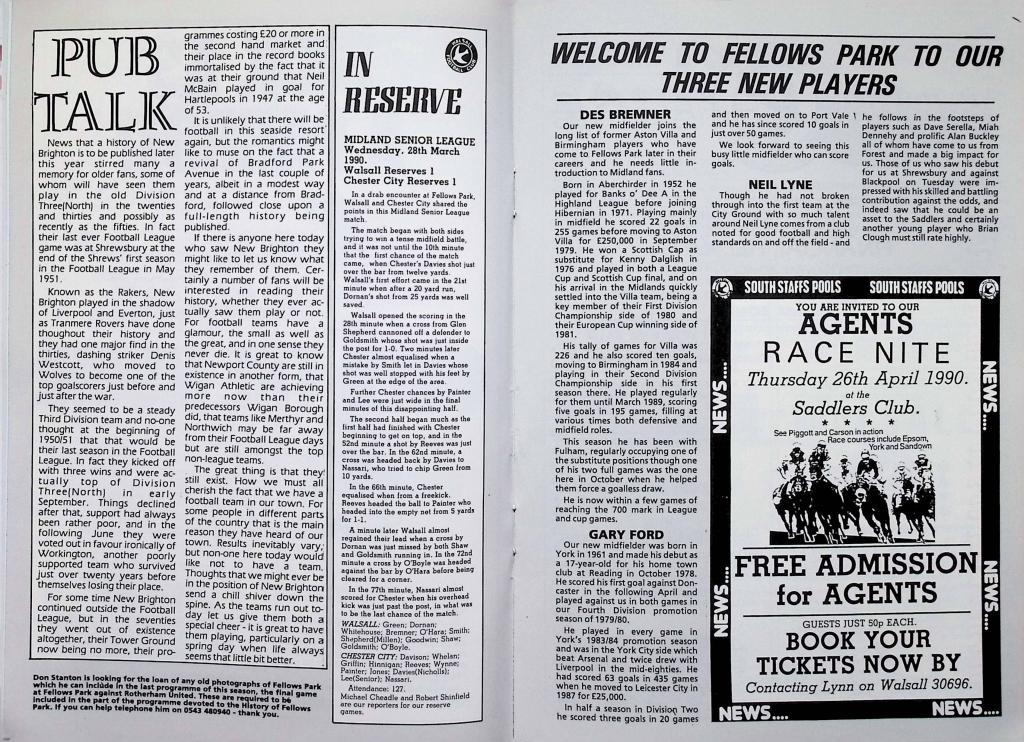 PUB
TALK
News that a history of New
Brighton is to be published later
this year stirred many a
memory for older fans, some of
whom will have seen them
play in the old Division
Three(North) in the
twenties and thirties and possibly as
recently as the fifties. In fact
their last ever Football League
game was at Shrewsbury at the
end of the Shrews' first season
in the Football League in May
1951.
Known as the Rakers, New
Brighton played in the shadow
of Liverpool and Everton, just
as Tranmere Rovers have done
thoughout their history and
they had one major find in the
thirties, dashing striker Denis
Westcott, who moved to
Wolves to become one of the
top goalscorers just before and
just after the war.
They seemed to be a steady
Third Division team and no-one
thought at the beginning of
1950/51 that that would be
their last season in the Football
League. In fact they kicked off
with three wins and were ac-
tually top of Division
Three(North) in early
September. Things declined
after that, support had always
been rather poor, and in the
following June they were
voted out in favour ironically of
Workington, another poorly
supported team who survived
just over twenty years before
themselves losing their place.
For some time New Brighton
continued outside the Football
League, but in the seventies
they went out of existence
altogether, their Tower Ground
now being no more, their pro-
grammes costing £20 or more in
the second hand market and
their place in the record books
immortalised by the fact that it
was at their ground that Neil
McBain played in goal for
Hartlepools in 1947 at the age
of 53.
It is unlikely that there will be
football in this seaside resort
again, but the romantics might
like to muse on the fact that a
revival of Bradford Park
Avenue in the last couple of
years, albeit in a modest way
and at a distance from Brad-
ford, followed close upon a
full-length history being
published.
If there is anyone here today
who saw New Brighton they
might like to let us know what
they remember of them. Cer-
tainly a number of fans will be
interested in reading their
history, whether they ever ac-
tually saw them play or not.
For football teams have a
glamour, the small as well as
the great, and in one sense they
never die. It is great to know
that Newport County are still in
existence in another form, that
Wigan Athletic are achieving
more now than their
predecessors Wigan Borough
did, that teams like Merthyr and
Northwich may be far away
from their Football League days
but are still amongst the top
non-league teams.
The great thing is that they
still exist. How we must all
cherish the fact that we have a
football team in our town. For
some people in different parts
of the country that is the main
reason they have heard of our
town. Results inevitably vary,
but non-one here today would
like not to have a team.
Thoughts that we might ever be
in the position of New Brighton
send a chill shiver down the
spine. As the teams run out to-
day let us give them both a
special cheer - it is great to have
them playing, particularly on a
spring day when life always
seems that little bit better.
Don Stanton is looking for the loan of any old photographs of Fellows Park
which he can include in the last programme of this season, the final game
at Fellows Park against Rotherham United. These are required to be
included in the part of the programme devoted to the History of Fellows
Park. If you can help telephone him on 0543 480940 - thank you.
IN
RESERVE
MIDLAND SENIOR LEAGUE
Wednesday. 28th March
1990.
Walsall Reserves 1
Chester City Reserves 1
In a drab encounter at Fellows Park,
Walsall and Chester City shared the
points in this Midland Senior League
match.
The match began with both sides
trying to win a tense midfield battle,
and it was not until the 10th minute
that the first chance of the match
came, when Chester's Davies shot just
over the bar from twelve yards.
Walsall's first effort came in the 21st
minute when after a 20 yard run,
Dornan's shot from 25 yards was well
saved.
Walsall opened the scoring in the
28th minute when a cross from Glen
Shepherd cannoned off a defender to
Goldsmith whose shot was just inside
the post for 1-0. Two minutes later
Chester almost equalised when a
mistake by Smith let in Davies whose
shot was well stopped with his feet by
Green at the edge of the area.
Further Chester chances by Painter
and Lee were just wide in the final
minutes of this disappointing half.
The second half began much as the
first half had finished with Chester
beginning to get on top, and in the
52nd minute a shot by Reeves was just
over the bar. In the 62nd minute, a
cross was headed back by Davies to
Nassari, who tried to chip Green from
10 yards.
In the 66th minute, Chester
equalised when from a freekick.
Reeves headed the ball to Painter who
headed into the empty net from 5 yards
for 1-1.
A minute later Walsall almost
regained their lead when a cross by
Dornan was just missed by both Shaw
and Goldsmith running in. In the 72nd
minute a cross by O'Boyle was headed
against the bar by O'Hara before being
cleared for a corner.
In the 77th minute, Nassari almost
scored for Chester when his overhead
kick was just past the post, in what was
to be the last chance of the match.
WALSALL: Green; Dornan;
Whitehouse; Bremner; O'Hara; Smith;
Shepherd(Millen); Goodwin; Shaw;
Goldsmith; O'Boyle.
CHESTER CITY: Davison; Whelan;
Griffin; Hinnigan; Reeves; Wynne;
Painter; Jones; Davies(Nicholls);
Lee(Senior); Nassari.
Attendance: 127.
Michael Cheadle and Robert Shinfield
are our reporters for our reserve
games.
WELCOME TO FELLOWS PARK TO OUR
THREE NEW PLAYERS
DES BREMNER
Our new midfielder joins the
long list of former Aston Villa and
Birmingham players who have
come to Fellows Park later in their
careers and he needs little in-
troduction to Midland fans.
Born in Aberchirder in 1952 he
played for Banks o' Dee A in the
Highland League before joining
Hibernian in 1971. Playing mainly
in midfield he scored 22 goals in
255 games before moving to Aston
Villa for £250,000 in September
1979. He won a Scottish Cap as
substitute for Kenny Dalglish in
1976 and played in both a League
Cup and Scottish Cup final, and on
his arrival in the Midlands quickly
settled into the Villa team, being a
key member of their First Division
Championship side of 1980 and
their European Cup winning side of
1981.
His tally of games for Villa was
226 and he also scored ten goals,
moving to Birmingham in 1984 and
playing in their Second Division
Championship side in his first
season there. He played regularly
for them until March 1989, scoring
five goals in 195 games, filling at
various times both defensive and
midfield roles.
This season he has been with
Fulham, regularly occupying one of
the substitute positions though one
of his two full games was the one
here in October when he helped
them force a goalless draw.
He is now within a few games of
reaching the 700 mark in League
and cup games.
GARY FORD
Our new midfielder was born in
York in 1961 and made his debut as
a 17-year-old for his home town
club at Reading in October 1978.
He scored his first goal against Don-
caster in the following April and
played against us in both games in
our Fourth Division promotion
season of 1979/80.
He played in every game in
York's 1983/84 promotion season
and was in the York City side which
beat Arsenal and twice drew with
Liverpool in the mid-eighties. He
had scored 63 goals in 435 games
when he moved to Leicester City in
1987 for £25,000.
In half a season in Division Two
he scored three goals in 20 games
and then moved on to Port Vale
and he has since scored 10 goals in
just over 50 games.
We look forward to seeing this
busy little midfielder who can score
goals.
NEIL LYNE
Though he had not broken
through into the first team at the
City Ground with so much talent
around Neil Lyne comes from a club
noted for good football and high
standards on and off the field - and
he follows in the footsteps of
players such as Dave Serella, Miah
Dennehy and prolific Alan Buckley
all of whom have come to us from
Forest and made a big impact for
us. Those of us who saw his debut
for us at Shrewsbury and against
Blackpool on Tuesday were im-
pressed with his skilled and battling
contribution against the odds, and
indeed saw that he could be an
asset to the Saddlers and certainly
another young player who Brian
Clough must still rate highly.
SOUTH STAFFS POOLS SOUTH STAFFS POOLS
YOU ARE INVITED TO OUR
AGENTS
RACE NITE
Thursday 26th April 1990.
at the
Saddlers Club.
* * * *
See Piggott and Carson in action
Race courses include Epsom,
York and Sandown
FREE ADMISSION
for AGENTS
GUESTS JUST 50p EACH.
BOOK YOUR
TICKETS NOW BY
Contacting Lynn on Walsall 30696.
NEWS....
NEWS....
NEWS....
NEWS....
NEWS....
NEWS....